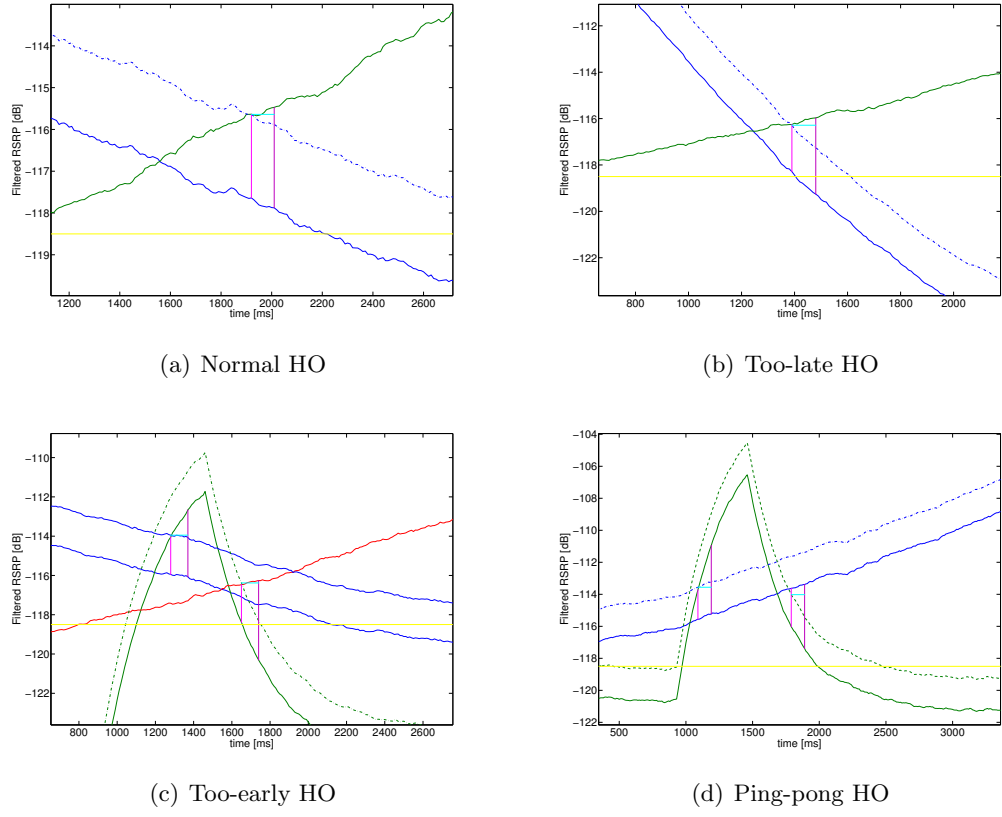 −114
−115
−116
−117
−118
−119
Filtered RSRP [dB]
1200 1400 1600 1800 2000 2200 2400 2600
time [ms]
(a) Normal HO
−112
−114
−116
−118
−120
−122
Filtered RSRP [dB]
800 1000 1200 1400 1600 1800 2000
time [ms]
(b) Too-late HO
−110
−112
−114
−116
−118
−120
−122
Filtered RSRP [dB]
800 1000 1200 1400 1600 1800 2000 2200 2400 2600
time [ms]
(c) Too-early HO
−104
−106
−108
−110
−112
−114
−116
−118
−120
−122
Filtered RSRP [dB]
500 1000 1500 2000 2500 3000
time [ms]
(d) Ping-pong HO